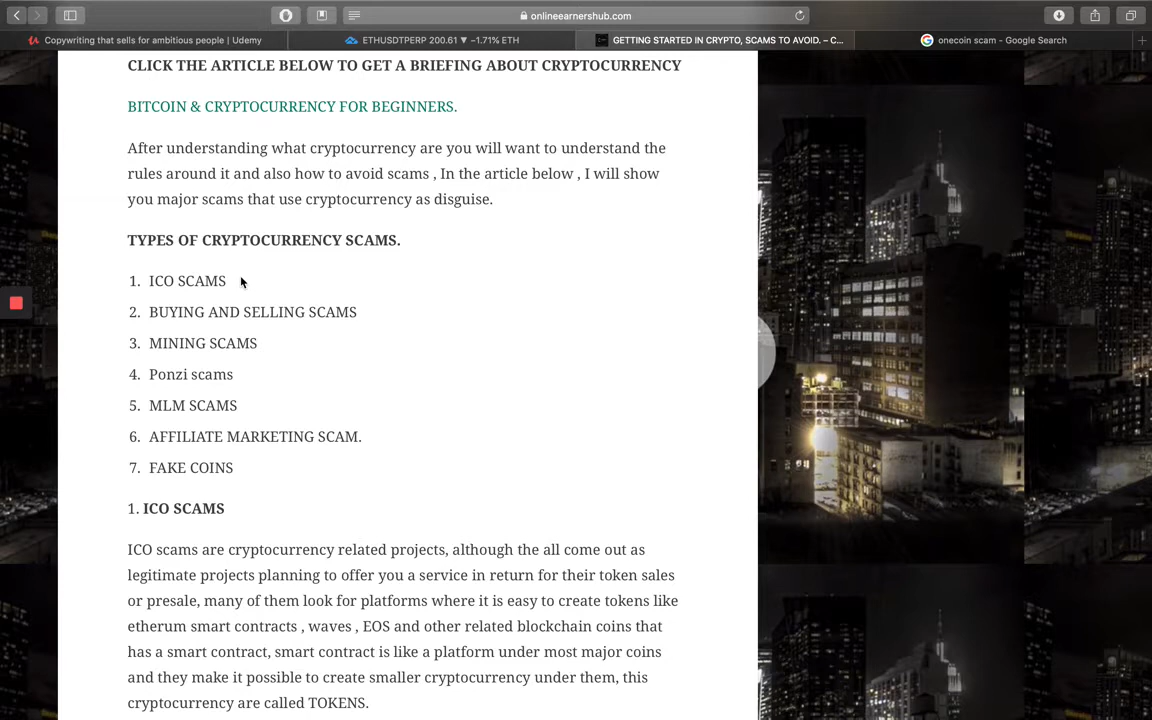 onlineearnershub.com
Copywriting that sells for ambitious people | Udemy
ETHUSDTPERP 200.61 ▼ −1.71% ETH
GETTING STARTED IN CRYPTO, SCAMS TO AVOID. – C...
onecoin scam - Google Search
CLICK THE ARTICLE BELOW TO GET A BRIEFING ABOUT CRYPTOCURRENCY
BITCOIN & CRYPTOCURRENCY FOR BEGINNERS.
After understanding what cryptocurrency are you will want to understand the
rules around it and also how to avoid scams , In the article below , I will show
you major scams that use cryptocurrency as disguise.
TYPES OF CRYPTOCURRENCY SCAMS.
1. ICO SCAMS
2. BUYING AND SELLING SCAMS
3. MINING SCAMS
4. Ponzi scams
5. MLM SCAMS
6. AFFILIATE MARKETING SCAM.
7. FAKE COINS
1. ICO SCAMS
ICO scams are cryptocurrency related projects, although the all come out as
legitimate projects planning to offer you a service in return for their token sales
or presale, many of them look for platforms where it is easy to create tokens like
etherum smart contracts , waves , EOS and other related blockchain coins that
has a smart contract, smart contract is like a platform under most major coins
and they make it possible to create smaller cryptocurrency under them, this
cryptocurrency are called TOKENS.